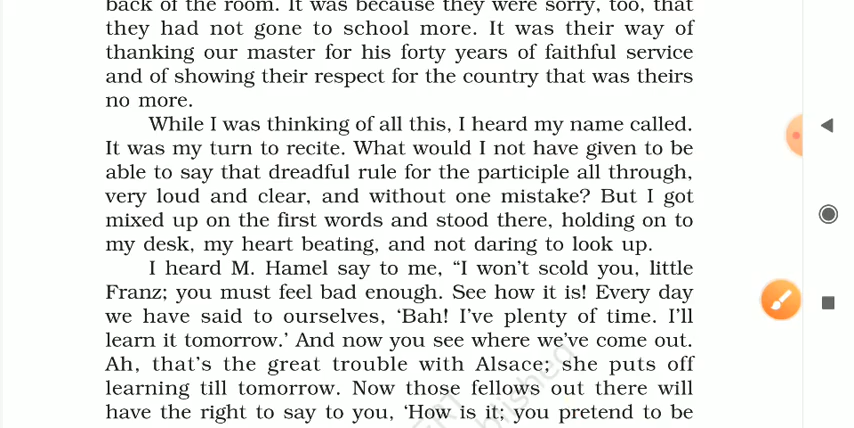 back of the room. It was because they were sorry, too, that
they had not gone to school more. It was their way of
thanking our master for his forty years of faithful service
and of showing their respect for the country that was theirs
no more.
While I was thinking of all this, I heard my name called.
It was my turn to recite. What would I not have given to be
able to say that dreadful rule for the participle all through,
very loud and clear, and without one mistake? But I got
mixed up on the first words and stood there, holding on to
my desk, my heart beating, and not daring to look up.
I heard M. Hamel say to me, “I won’t scold you, little
Franz; you must feel bad enough. See how it is! Every day
we have said to ourselves, ‘Bah! I’ve plenty of time. I’ll
learn it tomorrow.’ And now you see where we’ve come out.
Ah, that’s the great trouble with Alsace; she puts off
learning till tomorrow. Now those fellows out there will
have the right to say to you, ‘How is it; you pretend to be